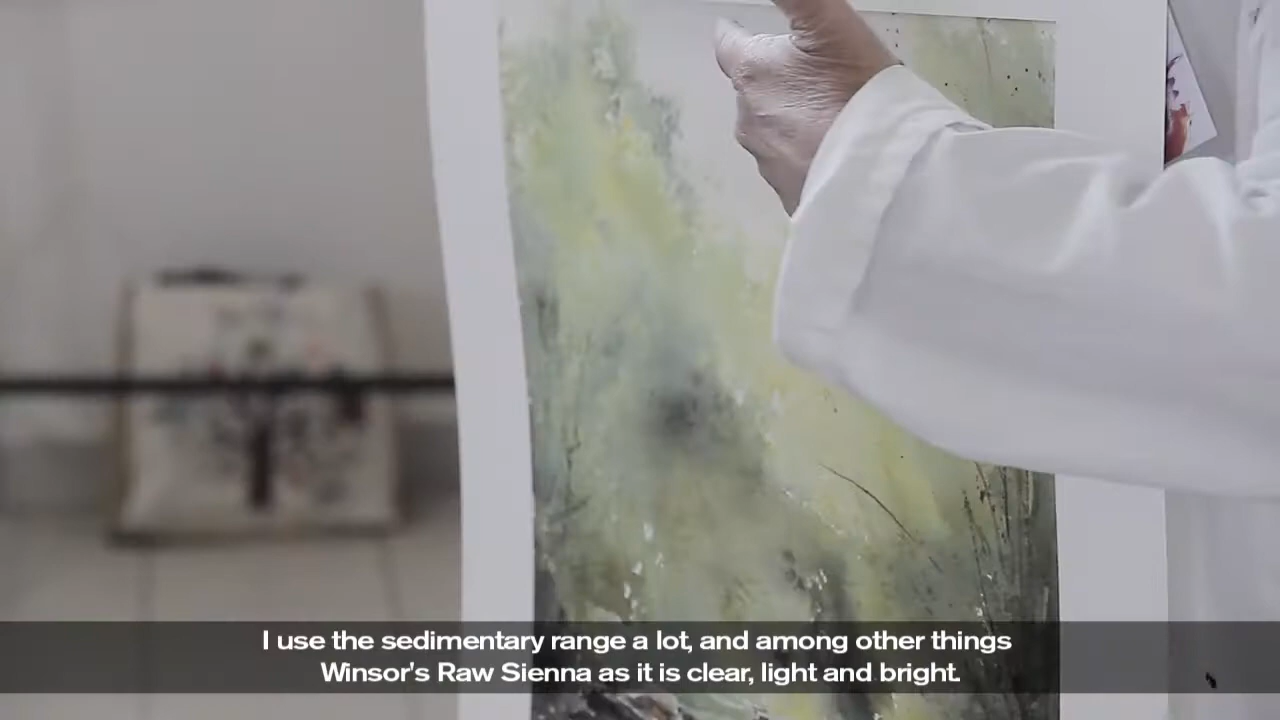 I use the sedimentary range a lot, and among other things
Winsor's Raw Sienna as it is clear, light and bright.